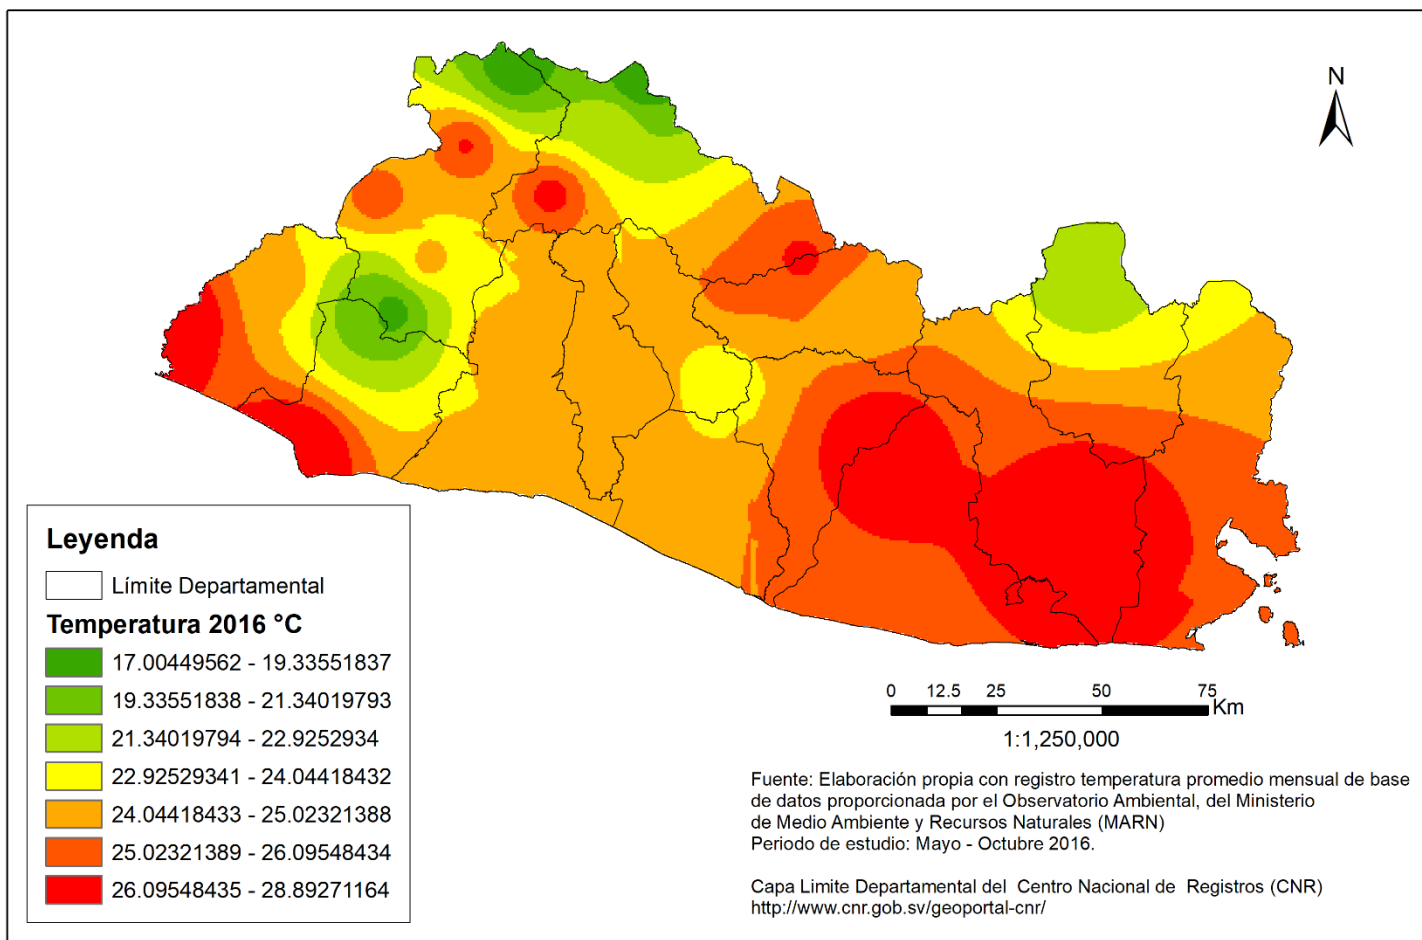 N
Leyenda
Límite Departamental
Temperatura 2016 °C
17.00449562 - 19.33551837
19.33551838 - 21.34019793
21.34019794 - 22.9252934
22.92529341 - 24.04418432
24.04418433 - 25.02321388
25.02321389 - 26.09548434
26.09548435 - 28.89271164
0 12.5 25 50 75
Km
1:1,250,000
Fuente: Elaboración propia con registro temperatura promedio mensual de base
de datos proporcionada por el Observatorio Ambiental, del Ministerio
de Medio Ambiente y Recursos Naturales (MARN)
Periodo de estudio: Mayo - Octubre 2016.
Capa Limite Departamental del Centro Nacional de Registros (CNR)
http://www.cnr.gob.sv/geoportal-cnr/